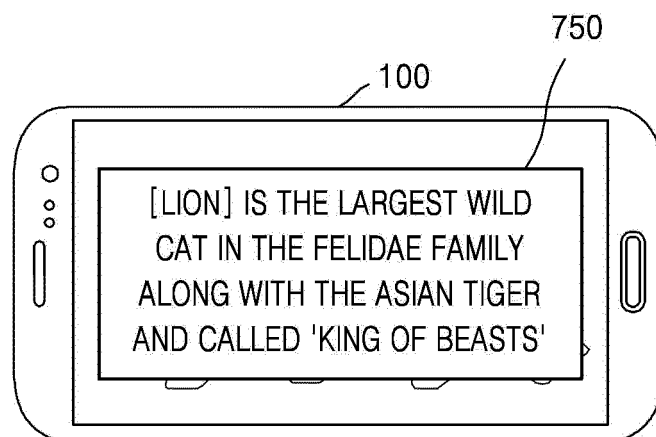 750
100
[LION] IS THE LARGEST WILD
CAT IN THE FELIDAE FAMILY
ALONG WITH THE ASIAN TIGER
AND CALLED 'KING OF BEASTS'